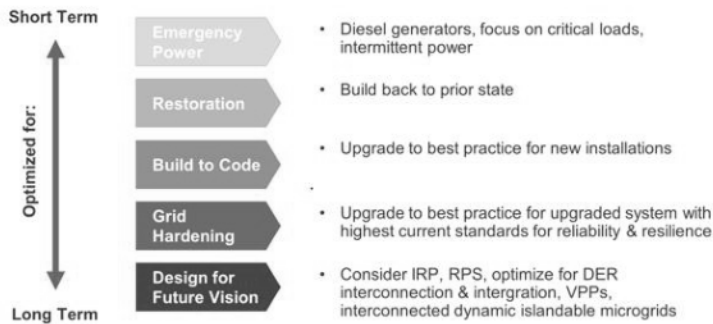 Short Term
Optimized for:
Long Term
Emergency
Power
• Diesel generators, focus on critical loads,
intermittent power
Restoration
• Build back to prior state
Build to Code
• Upgrade to best practice for new installations
Grid
Hardening
• Upgrade to best practice for upgraded system with
highest current standards for reliability & resilience
Design for
Future Vision
• Consider IRP, RPS, optimize for DER
interconnection & intergration, VPPs,
interconnected dynamic islandable microgrids